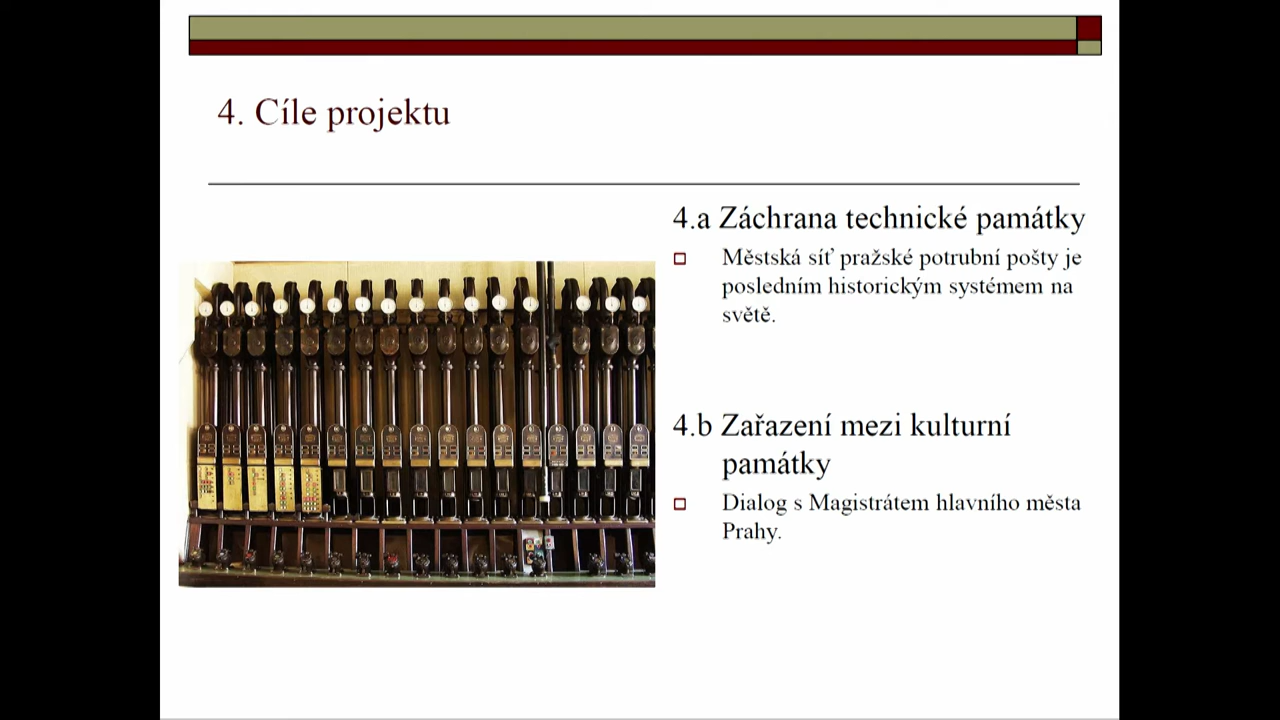 4. Cíle projektu
4.a Záchrana technické památky
Městská síť pražské potrubní pošty je
posledním historickým systémem na
světě.
4.b Zařazení mezi kulturní
památky
Dialog s Magistrátem hlavního města
Prahy.